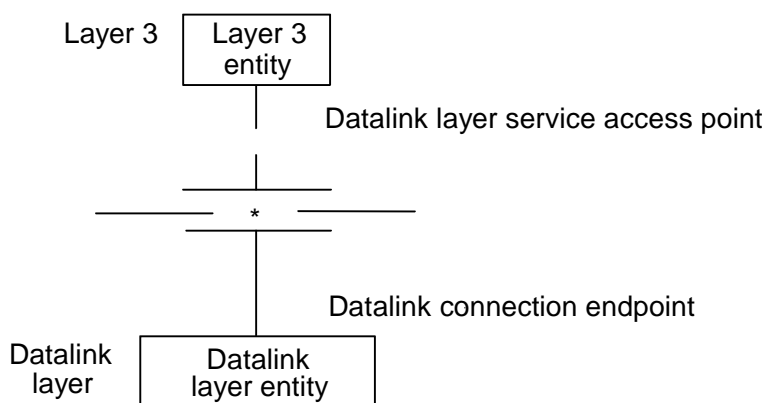 Layer 3
Layer 3
entity
Datalink layer service access point
*
Datalink connection endpoint
Datalink
layer
Datalink
layer entity